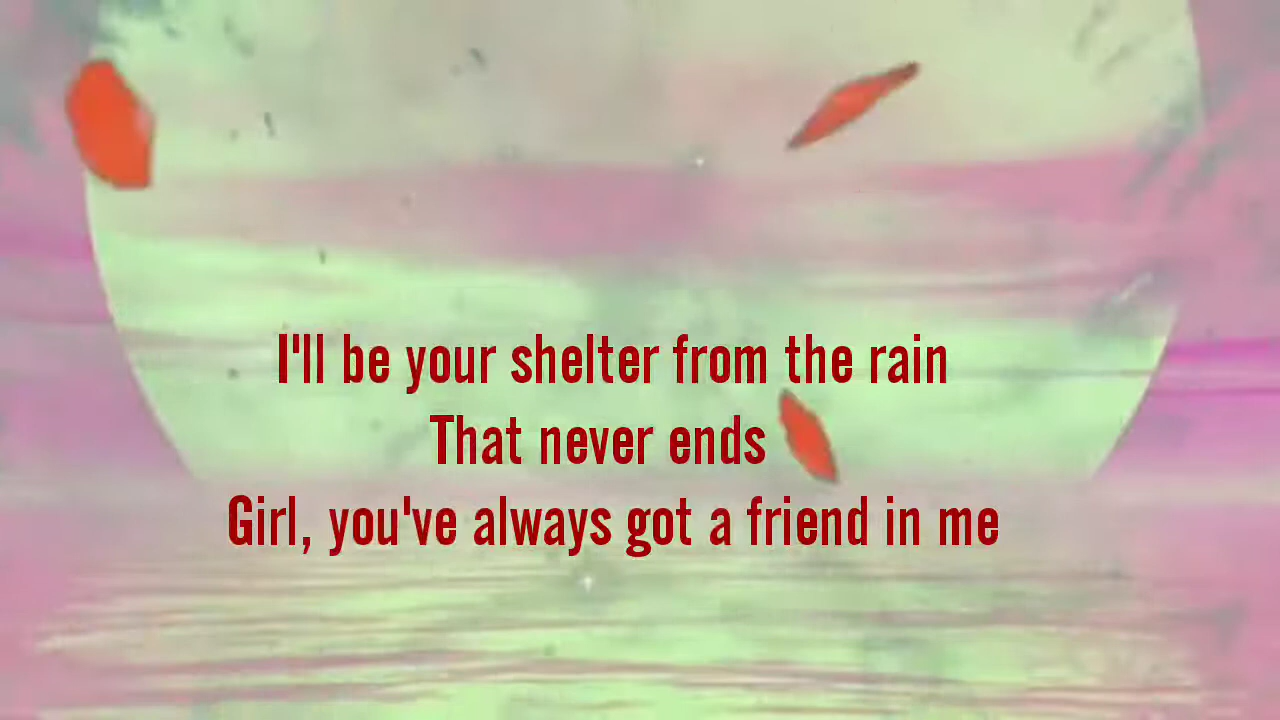 I'll be your shelter from the rain
That never ends
Girl, you've always got a friend in me